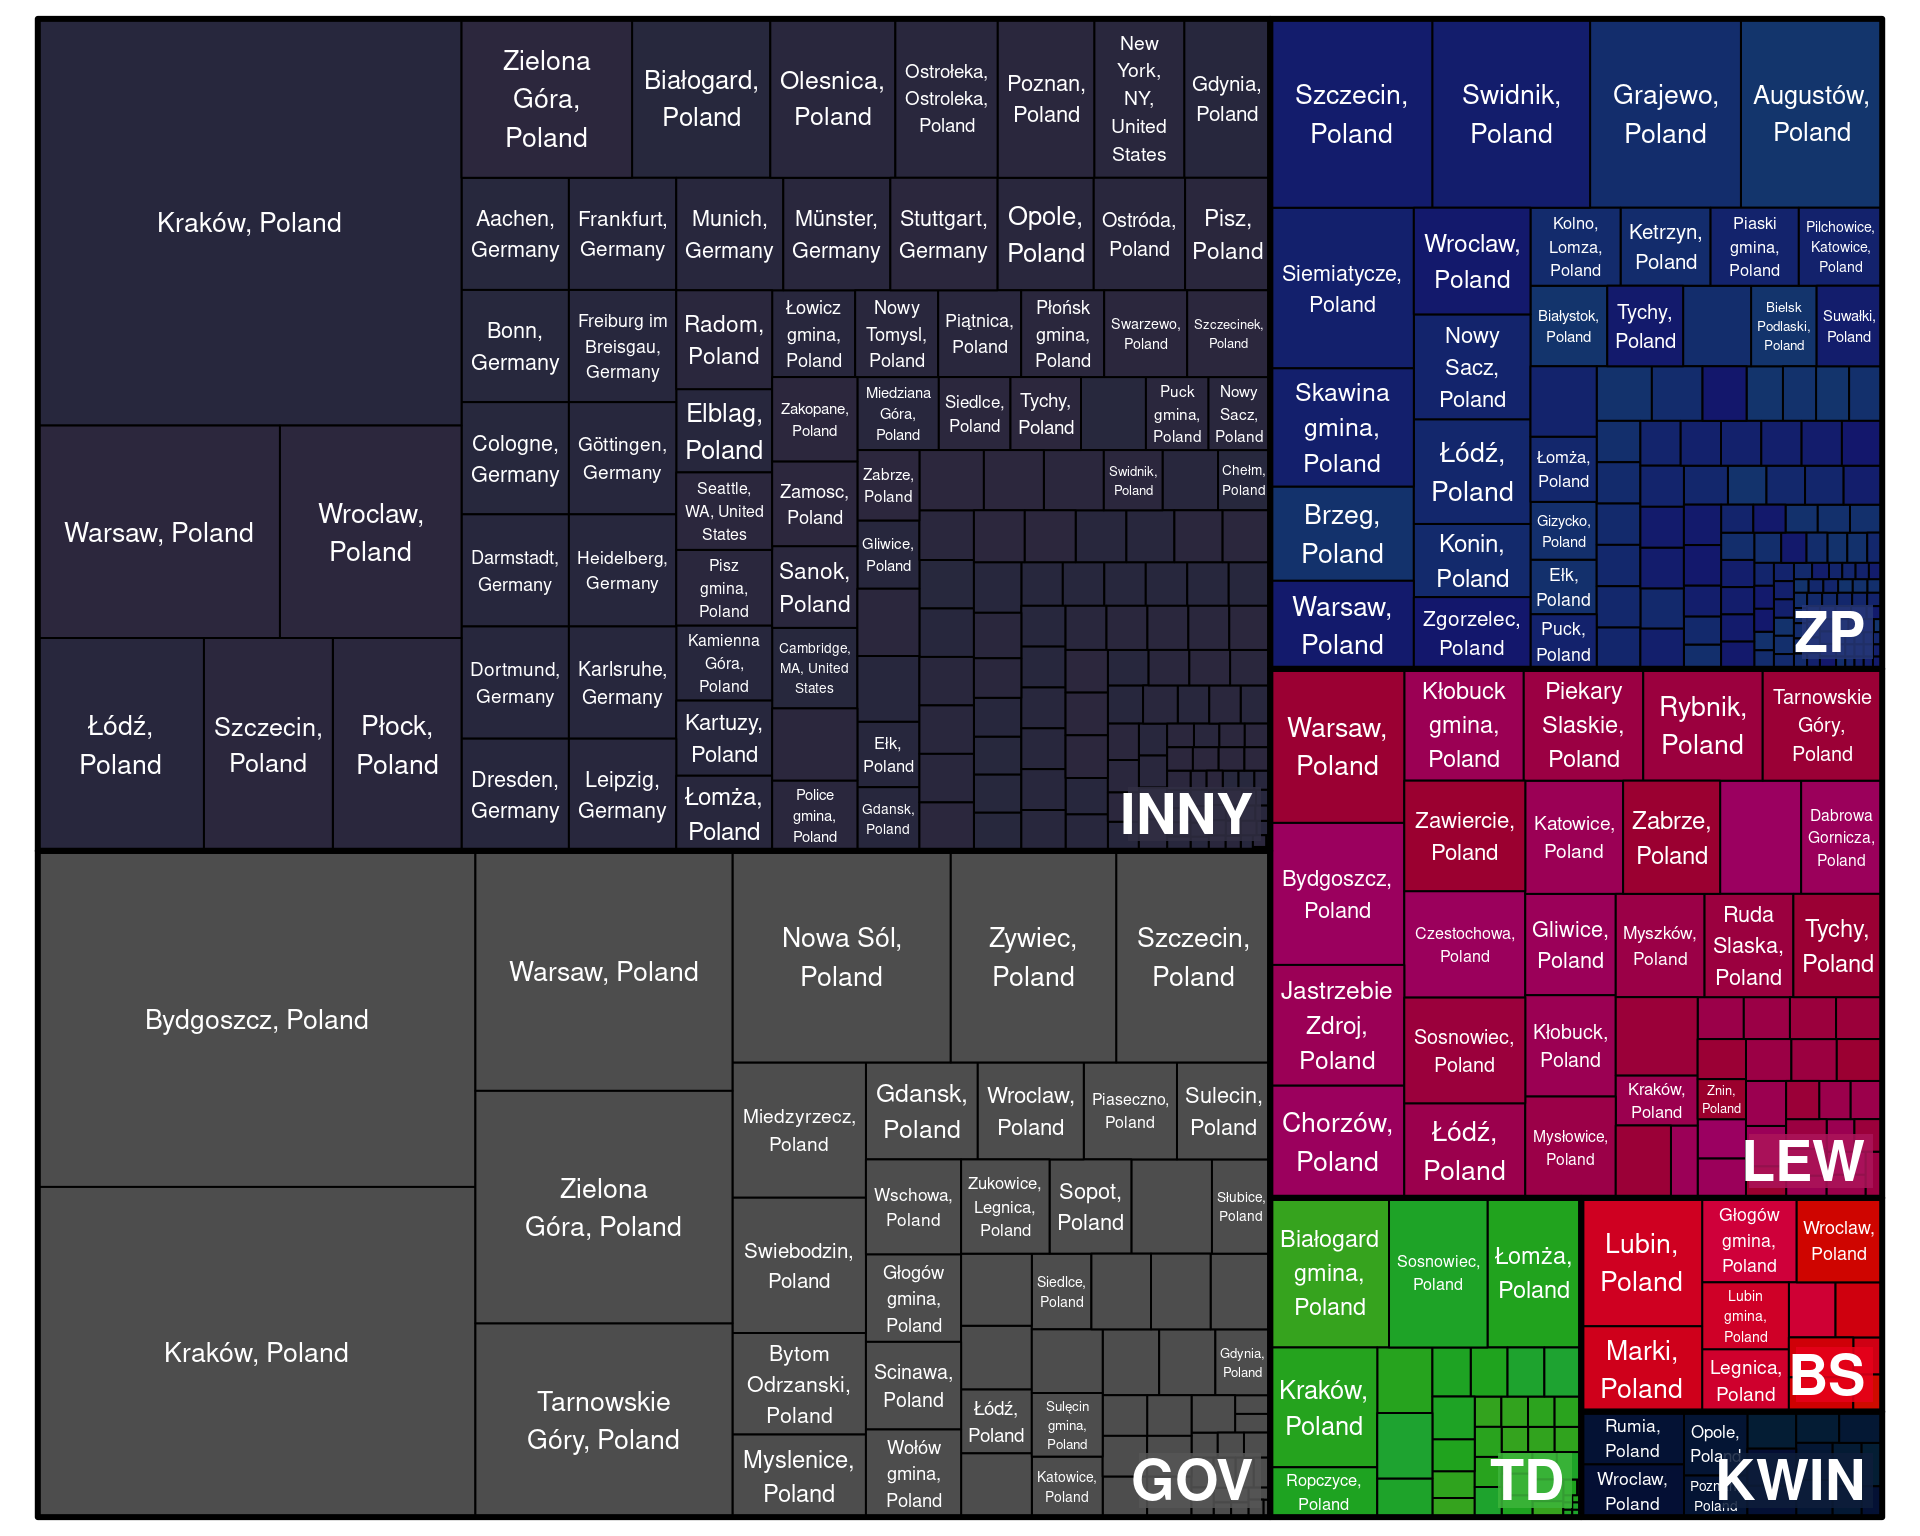 Kraków, Poland
Warsaw, Poland
Wroclaw,
Poland
Łódź,
Poland
Szczecin,
Poland
Płock,
Poland
Zielona
Góra,
Poland
Białogard,
Poland
Olesnica,
Poland
Ostrołeka,
Ostroleka,
Poland
Poznan,
Poland
New
York,
NY,
United
States
Gdynia,
Poland
Aachen,
Germany
Frankfurt,
Germany
Munich,
Germany
Münster,
Germany
Stuttgart,
Germany
Opole,
Poland
Ostróda,
Poland
Pisz,
Poland
Bonn,
Germany
Freiburg im
Breisgau,
Germany
Cologne,
Germany
Göttingen,
Germany
Darmstadt,
Germany
Heidelberg,
Germany
Dortmund,
Germany
Karlsruhe,
Germany
Dresden,
Germany
Leipzig,
Germany
Radom,
Poland
Elblag,
Poland
Seattle,
WA, United
States
Pisz
gmina,
Poland
Kamienna
Góra,
Poland
Kartuzy,
Poland
Łomża,
Poland
Łowicz
gmina,
Poland
Nowy
Tomysl,
Poland
Piątnica,
Poland
Płońsk
gmina,
Poland
Swarzewo,
Poland
Szczecinek,
Poland
Zakopane,
Poland
Zamosc,
Poland
Sanok,
Poland
Cambridge,
MA, United
States
Police
gmina,
Poland
Miedziana
Góra,
Poland
Siedlce,
Poland
Tychy,
Poland
Puck
gmina,
Poland
Nowy
Sacz,
Poland
Zabrze,
Poland
Gliwice,
Poland
Ełk,
Poland
Gdansk,
Poland
Swidnik,
Poland
Chełm,
Poland
INNY
Szczecin,
Poland
Swidnik,
Poland
Grajewo,
Poland
Augustów,
Poland
Siemiatycze,
Poland
Skawina
gmina,
Poland
Brzeg,
Poland
Warsaw,
Poland
Wroclaw,
Poland
Nowy
Sacz,
Poland
Łódź,
Poland
Konin,
Poland
Zgorzelec,
Poland
Kolno,
Lomza,
Poland
Ketrzyn,
Poland
Piaski
gmina,
Poland
Pilchowice,
Katowice,
Poland
Białystok,
Poland
Tychy,
Poland
Bielsk
Podlaski,
Poland
Suwałki,
Poland
Łomża,
Poland
Gizycko,
Poland
Ełk,
Poland
Puck,
Poland
ZP
Warsaw,
Poland
Bydgoszcz,
Poland
Jastrzebie
Zdroj,
Poland
Chorzów,
Poland
Kłobuck
gmina,
Poland
Piekary
Slaskie,
Poland
Rybnik,
Poland
Tarnowskie
Góry,
Poland
Zawiercie,
Poland
Katowice,
Poland
Zabrze,
Poland
Dabrowa
Gornicza,
Poland
Czestochowa,
Poland
Gliwice,
Poland
Myszków,
Poland
Ruda
Slaska,
Poland
Tychy,
Poland
Sosnowiec,
Poland
Kłobuck,
Poland
Kraków,
Poland
Znin,
Poland
Łódź,
Poland
Mysłowice,
Poland
LEW
Bydgoszcz, Poland
Kraków, Poland
Warsaw, Poland
Zielona
Góra, Poland
Tarnowskie
Góry, Poland
Nowa Sól,
Poland
Zywiec,
Poland
Szczecin,
Poland
Miedzyrzecz,
Poland
Swiebodzin,
Poland
Bytom
Odrzanski,
Poland
Myslenice,
Poland
Gdansk,
Poland
Wroclaw,
Poland
Piaseczno,
Poland
Sulecin,
Poland
Wschowa,
Poland
Głogów
gmina,
Poland
Scinawa,
Poland
Wołów
gmina,
Poland
Zukowice,
Legnica,
Poland
Sopot,
Poland
Słubice,
Poland
Siedlce,
Poland
Gdynia,
Poland
Łódź,
Poland
Sulęcin
gmina,
Poland
Katowice,
Poland
GOV
Białogard
gmina,
Poland
Sosnowiec,
Poland
Łomża,
Poland
Kraków,
Poland
Ropczyce,
Poland
TD
Lubin,
Poland
Marki,
Poland
Głogów
gmina,
Poland
Wroclaw,
Poland
Lubin
gmina,
Poland
Legnica,
Poland
BS
Rumia,
Poland
Wroclaw,
Poland
Opole,
Poland
Poland
KWIN